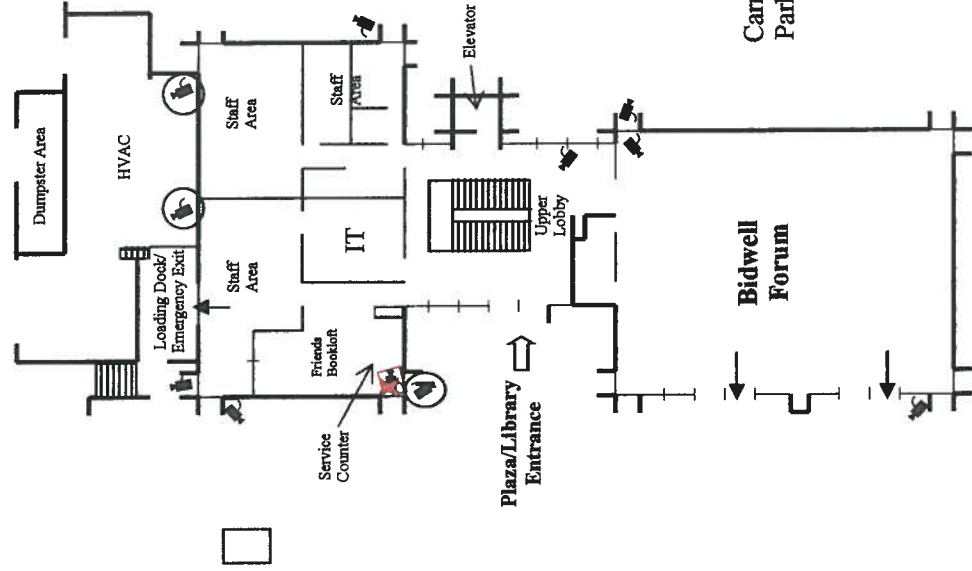 Dumpster Area
HVAC
Loading Dock/
Emergency Exit
Staff
Area
Staff
Area
Staff
Area
Elevator
IT
Friends
Bookloft
Service
Counter
Upper
Lobby
Plaza/Library
Entrance
Bidwell
Forum